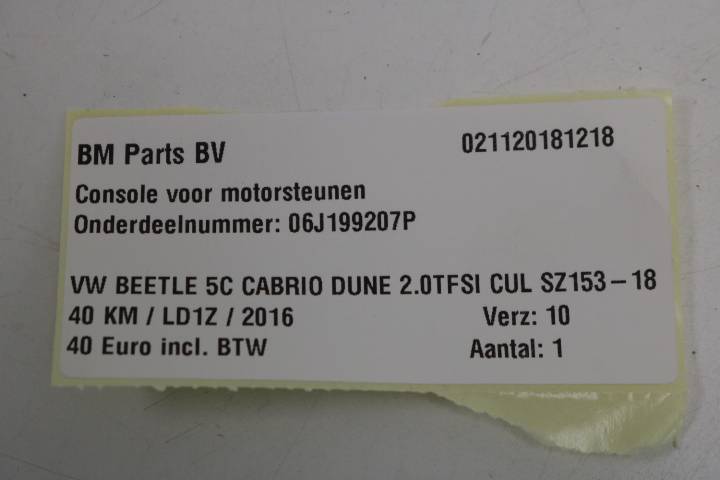 BM Parts BV 021120181218
Console voor motorsteunen
Onderdeelnummer: 06J199207P
VW BEETLE 5C CABRIO DUNE 2.0TFSI CUL SZ153-18
40 KM / LD1Z / 2016 Verz: 10
40 Euro incl. BTW Aantal: 1